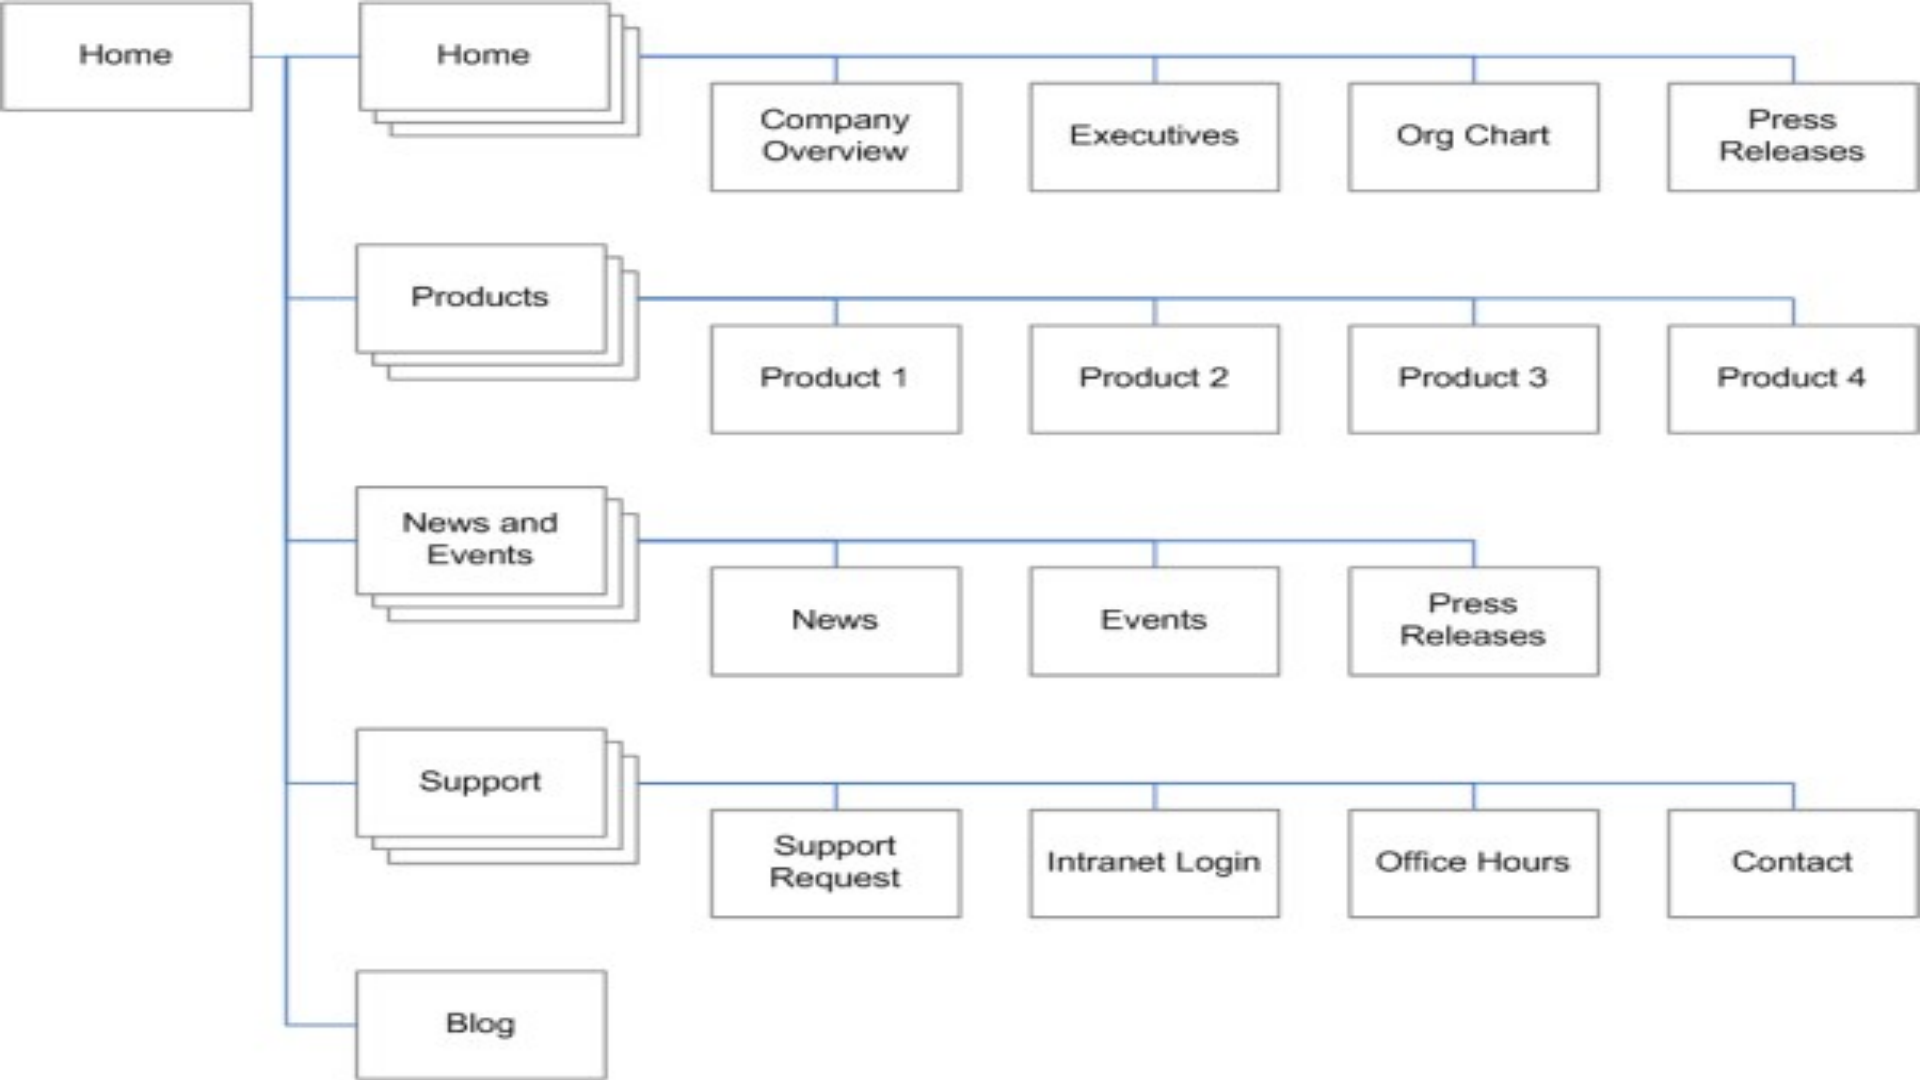 Home
Home
Company
Overview
Executives
Org Chart
Press
Releases
Products
Product 1
Product 2
Product 3
Product 4
News and
Events
News
Events
Press
Releases
Support
Support
Request
Intranet Login
Office Hours
Contact
Blog